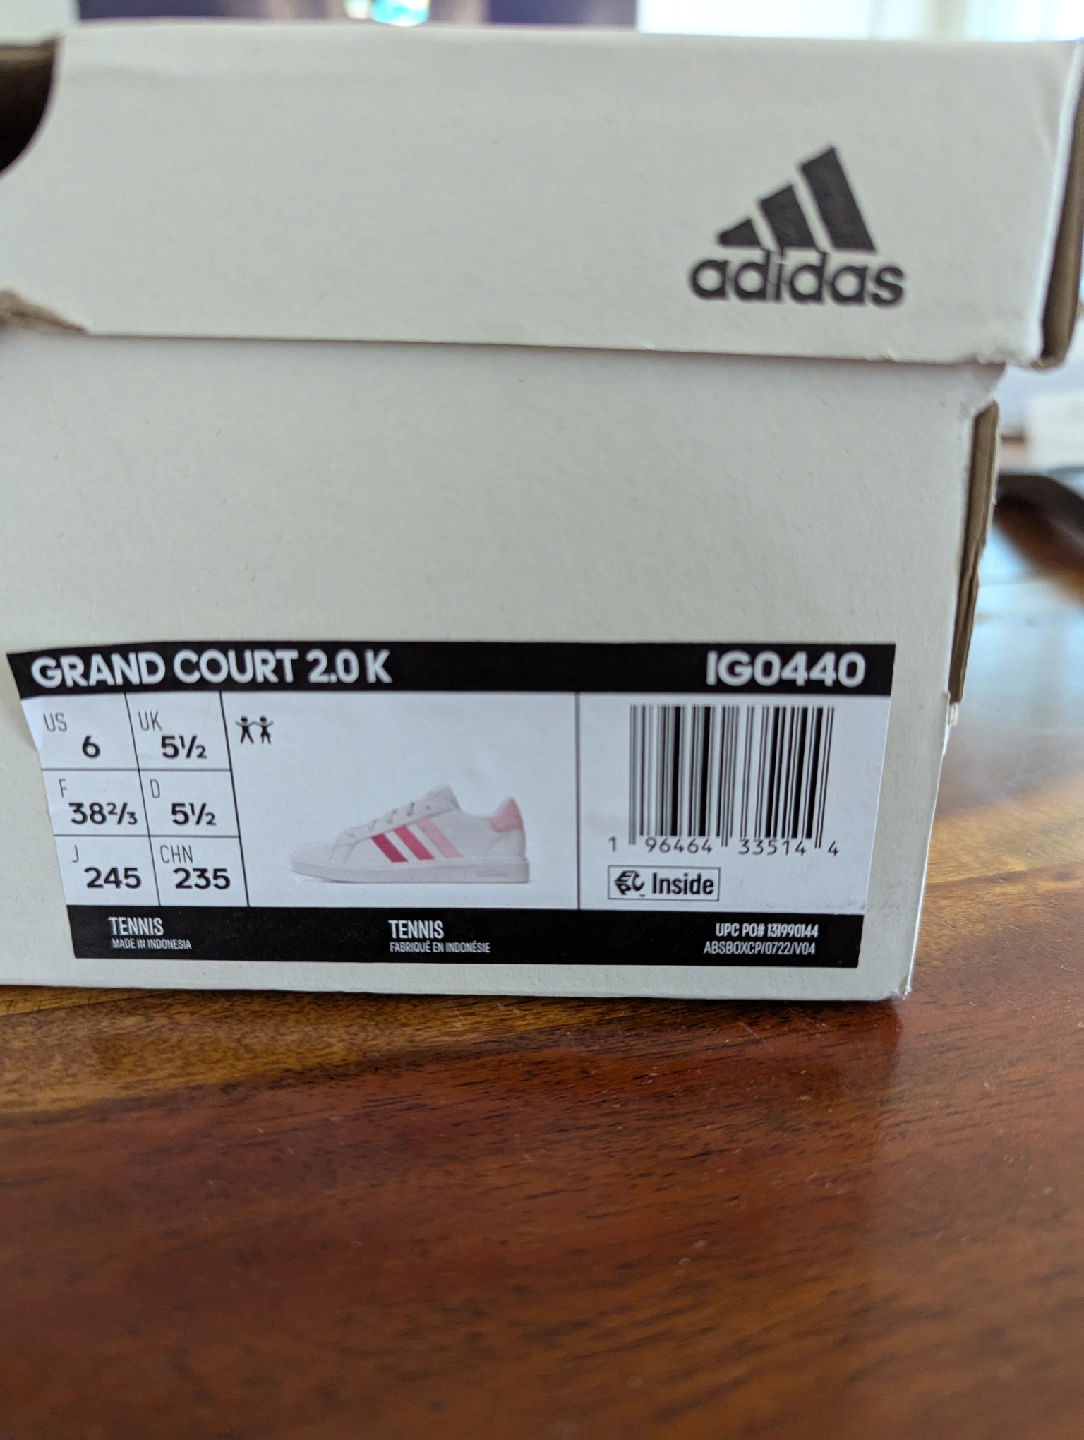 adidas
GRAND COURT 2.0 K IG0440
US 6 UK 5½
F 38⅔ D 5½
J 245 CHN 235
1 96464 33514 4
Inside
TENNIS
MADE IN INDONESIA
TENNIS
FABRIQUÉ EN INDONÉSIE
UPC PO# 131990144
ABSBOXCP/0722/V04